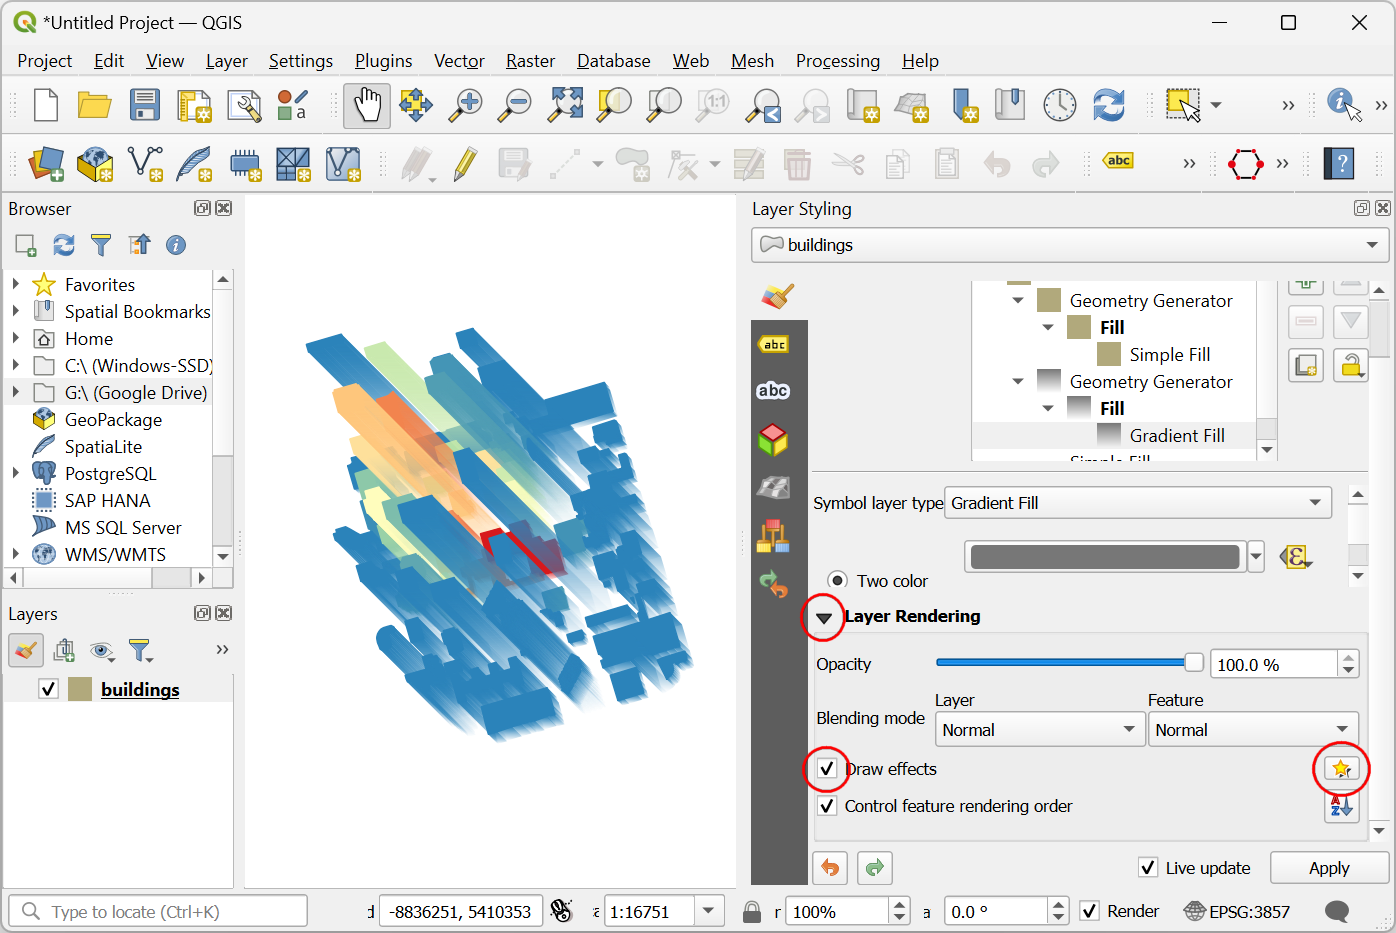 *Untitled Project — QGIS
Project Edit View Layer Settings Plugins Vector Raster Database Web Mesh Processing Help
a
1:1
abc
?
Browser
Favorites
Spatial Bookmarks
Home
C:\ (Windows-SSD)
G:\ (Google Drive)
GeoPackage
SpatiaLite
PostgreSQL
SAP HANA
MS SQL Server
WMS/WMTS
Layers
buildings
Layer Styling
buildings
abc
abc
Geometry Generator
Fill
Simple Fill
Geometry Generator
Fill
Gradient Fill
Simple Fill
Symbol layer type Gradient Fill
ε
Two color
Layer Rendering
Opacity 100.0 %
Layer Feature
Blending mode Normal Normal
Draw effects
Control feature rendering order
A
Z
Live update Apply
Type to locate (Ctrl+K) d -8836251, 5410353 1:16751 r 100% a 0.0 ° Render EPSG:3857